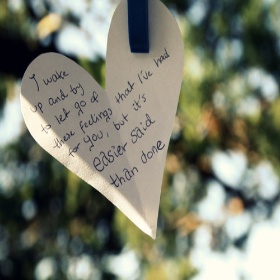 I wake
up and try
to let go of
these feelings that I've had
for you, but it's
easier said
than done